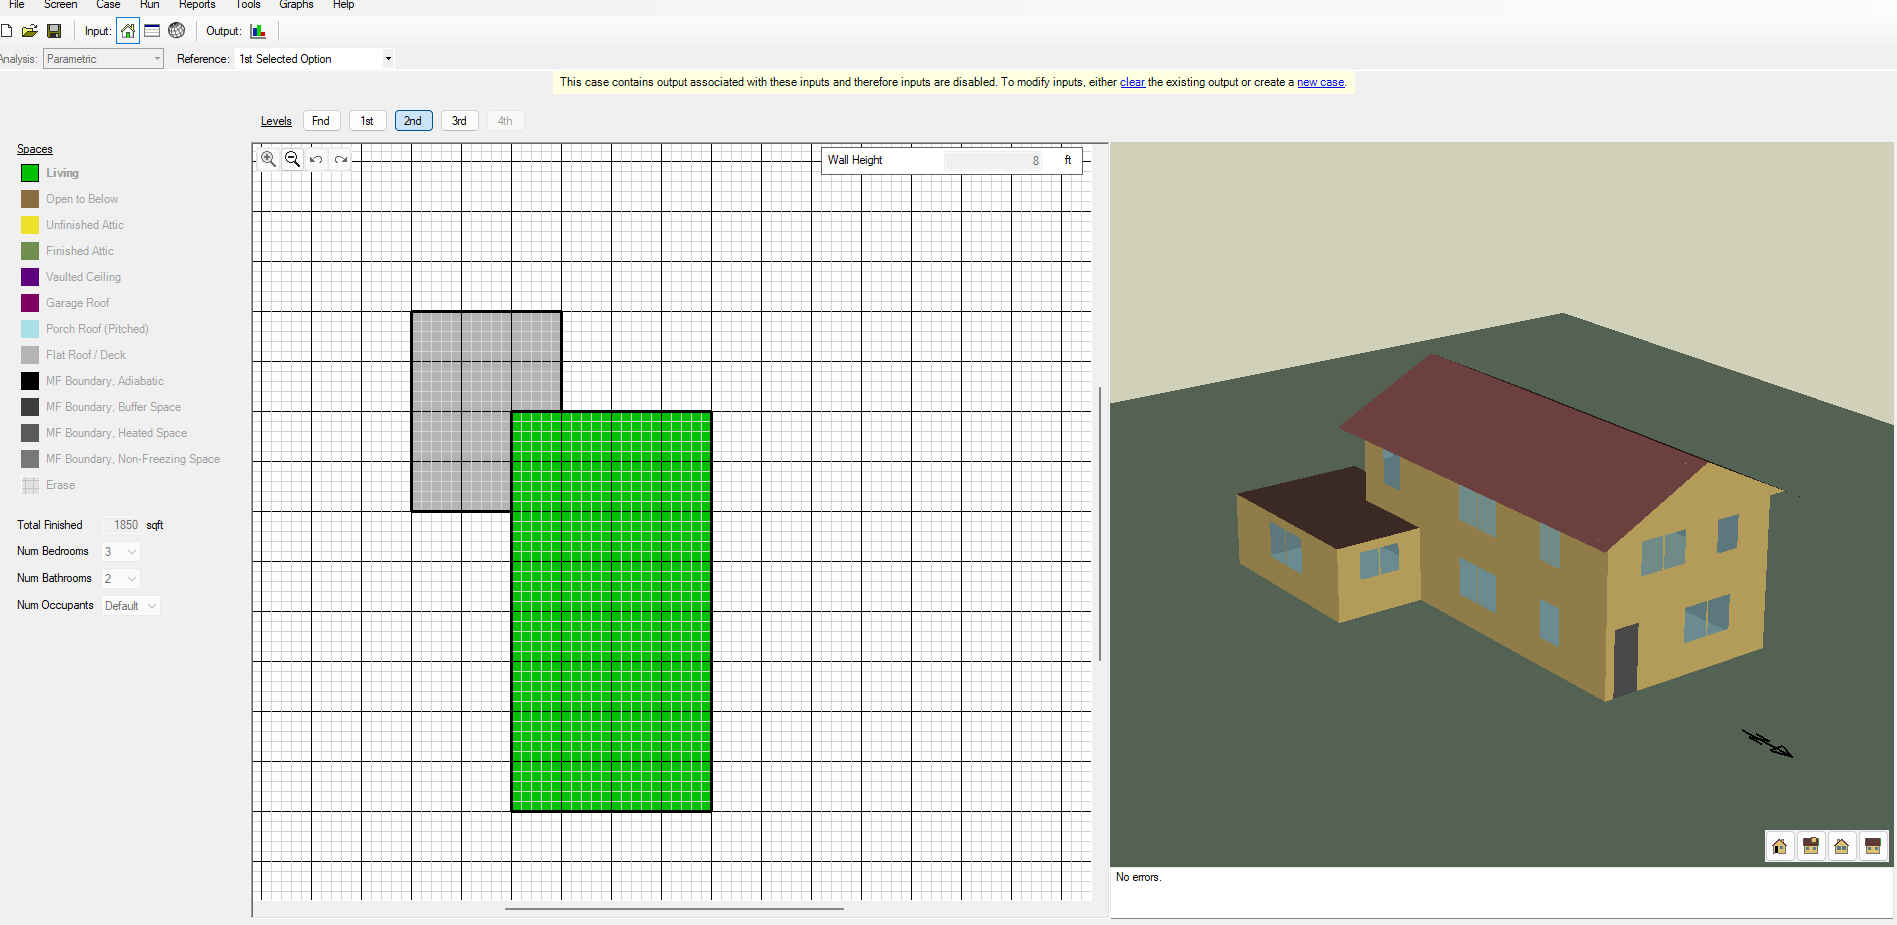 File Screen Case Run Reports Tools Graphs Help
Input: Output:
Analysis: Parametric Reference: 1st Selected Option
This case contains output associated with these inputs and therefore inputs are disabled. To modify inputs, either clear the existing output or create a new case.
Levels Fnd 1st 2nd 3rd 4th
Spaces
Living
Open to Below
Unfinished Attic
Finished Attic
Vaulted Ceiling
Garage Roof
Porch Roof (Pitched)
Flat Roof / Deck
MF Boundary, Adiabatic
MF Boundary, Buffer Space
MF Boundary, Heated Space
MF Boundary, Non-Freezing Space
Erase
Total Finished 1850 sqft
Num Bedrooms 3
Num Bathrooms 2
Num Occupants Default
Wall Height 8 ft
No errors.